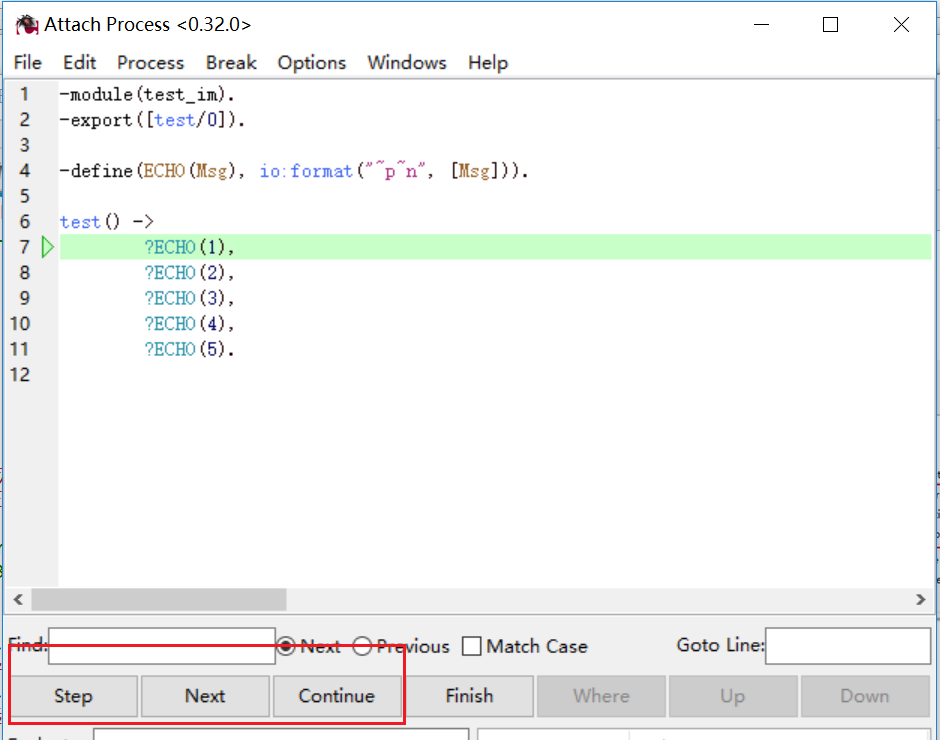 Attach Process <0.32.0>
File Edit Process Break Options Windows Help
1 -module(test_im).
2 -export([test/0]).
3
4 -define(ECHO(Msg), io:format("~p~n", [Msg])).
5
6 test() ->
7 ?ECHO(1),
8 ?ECHO(2),
9 ?ECHO(3),
10 ?ECHO(4),
11 ?ECHO(5).
12
Find: Next Previous Match Case Goto Line:
Step Next Continue Finish Where Up Down